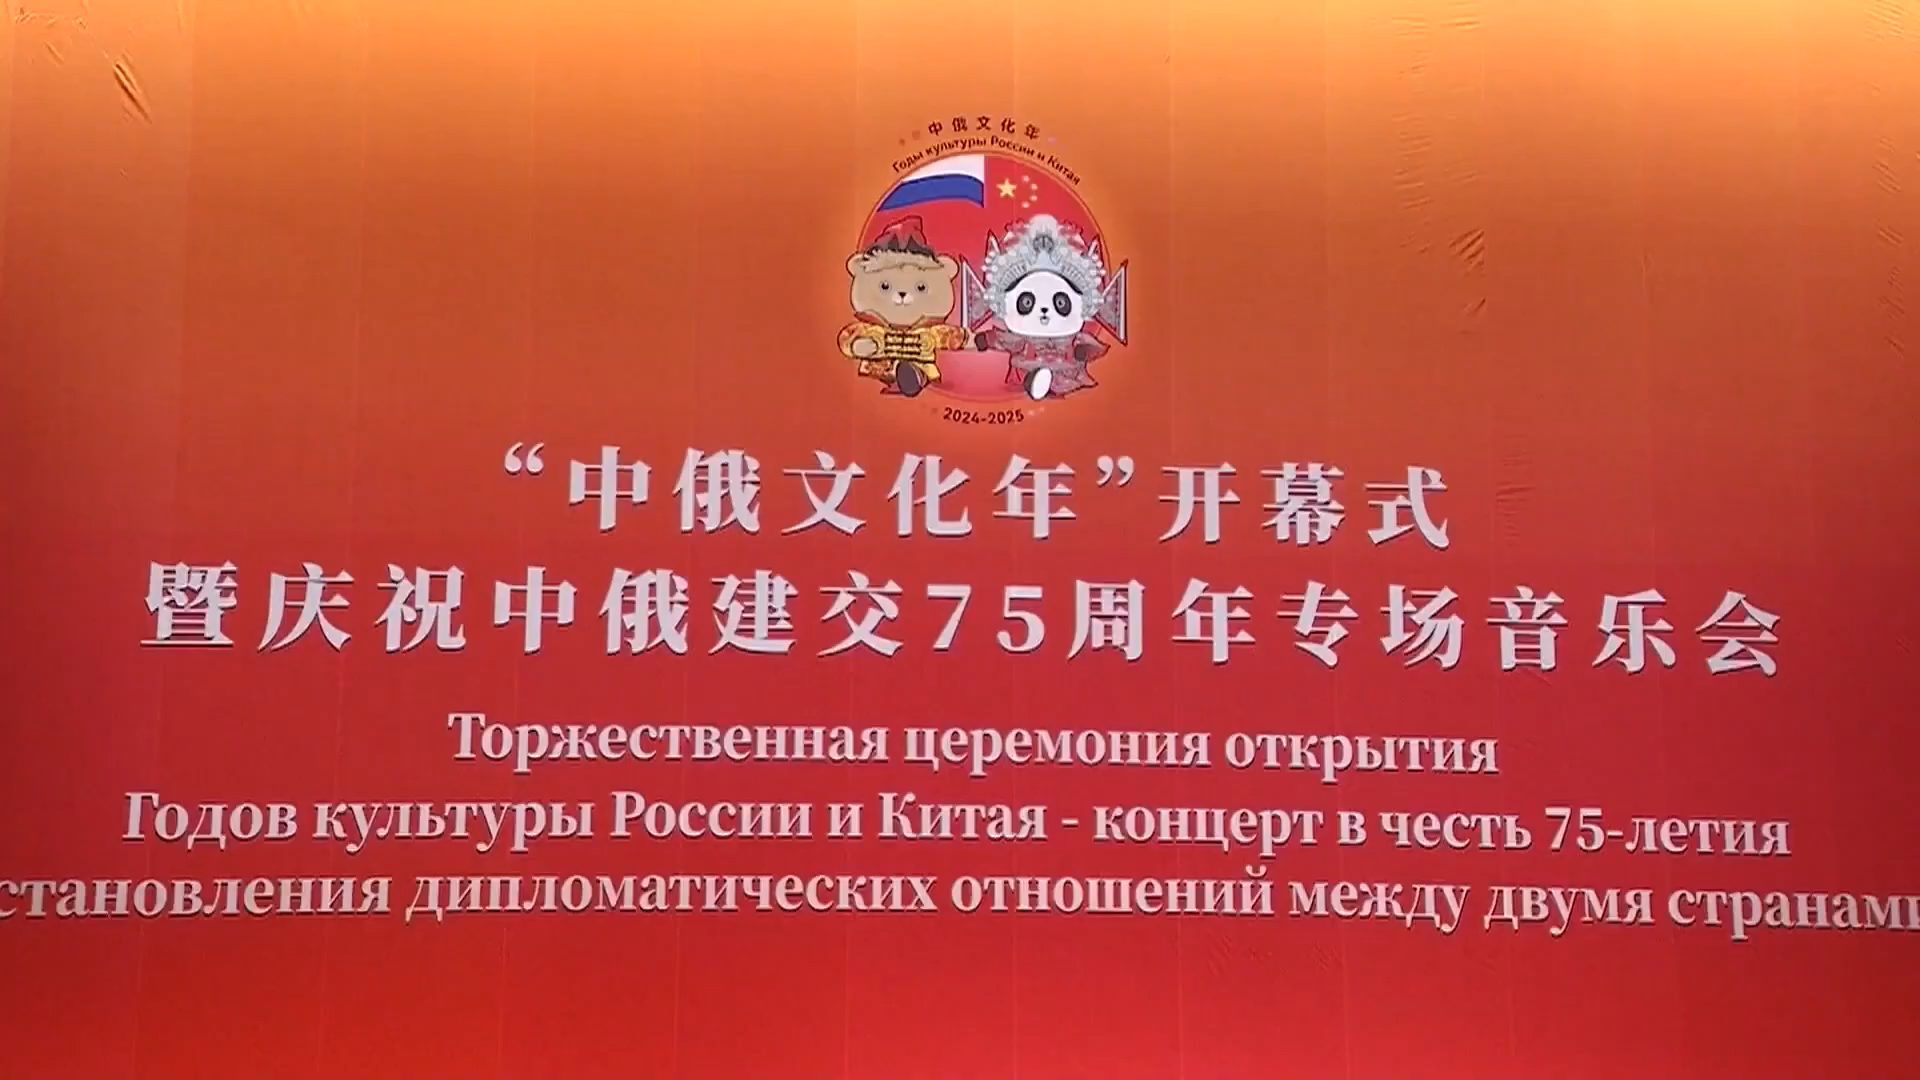 中俄文化年
Годы культуры России и Китая
2024-2025
“中俄文化年”开幕式
暨庆祝中俄建交75周年专场音乐会
Торжественная церемония открытия
Годов культуры России и Китая - концерт в честь 75-летия
становления дипломатических отношений между двумя странами